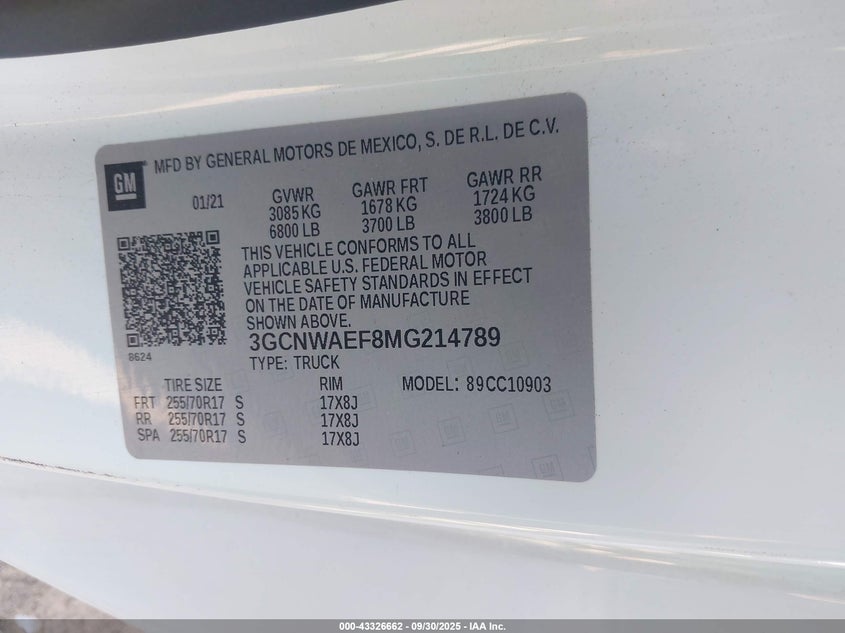 GM
MFD BY GENERAL MOTORS DE MEXICO, S. DE R.L. DE C.V.
01/21
GVWR GAWR FRT GAWR RR
3085 KG 1678 KG 1724 KG
6800 LB 3700 LB 3800 LB
THIS VEHICLE CONFORMS TO ALL
APPLICABLE U.S. FEDERAL MOTOR
VEHICLE SAFETY STANDARDS IN EFFECT
ON THE DATE OF MANUFACTURE
SHOWN ABOVE.
8624
3GCNWAEF8MG214789
TYPE: TRUCK
TIRE SIZE RIM MODEL: 89CC10903
FRT 255/70R17 S 17X8J
RR 255/70R17 S 17X8J
SPA 255/70R17 S 17X8J
000-43326662 - 09/30/2025 - IAA Inc.